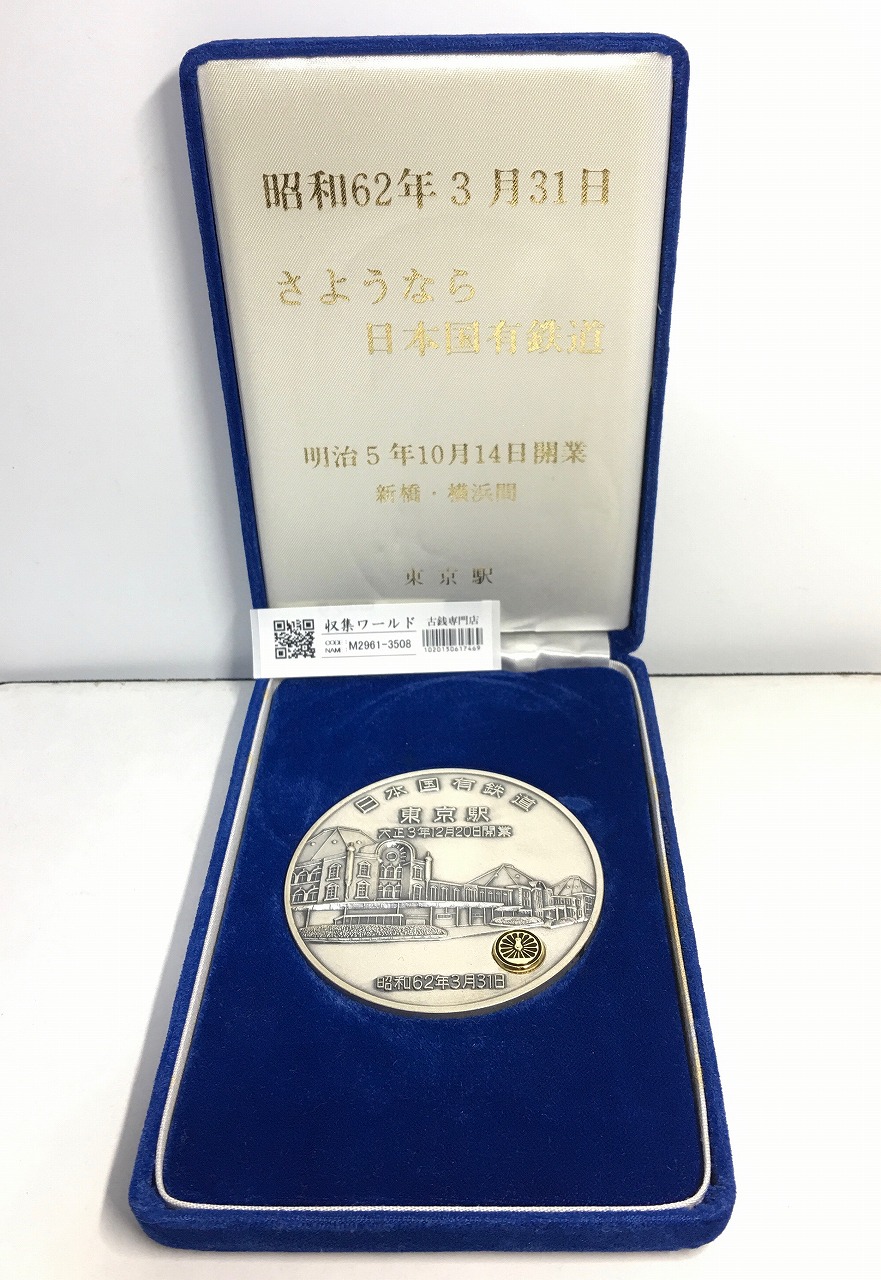 昭和62年3月31日
さようなら
日本国有鉄道
明治5年10月14日開業
新橋・横浜間
東京駅
収集ワールド 古銭専門店
CODE
NAME M2961-3508
1020150617469
日本国有鉄道
東京駅
大正3年12月20日開業
昭和62年3月31日